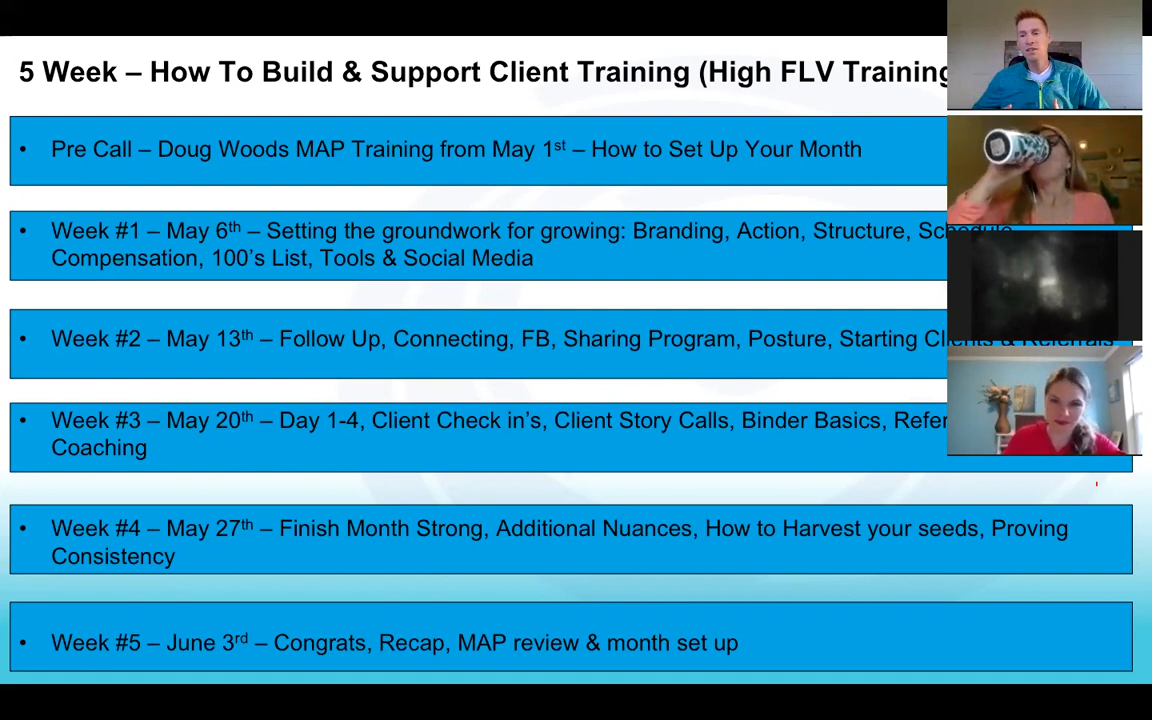 5 Week – How To Build & Support Client Training (High FLV Training
• Pre Call – Doug Woods MAP Training from May 1st – How to Set Up Your Month
• Week #1 – May 6th – Setting the groundwork for growing: Branding, Action, Structure, Schedule
Compensation, 100's List, Tools & Social Media
• Week #2 – May 13th – Follow Up, Connecting, FB, Sharing Program, Posture, Starting Clients & Referrals
• Week #3 – May 20th – Day 1-4, Client Check in's, Client Story Calls, Binder Basics,
Coaching
• Week #4 – May 27th – Finish Month Strong, Additional Nuances, How to Harvest your seeds, Proving
Consistency
• Week #5 – June 3rd – Congrats, Recap, MAP review & month set up